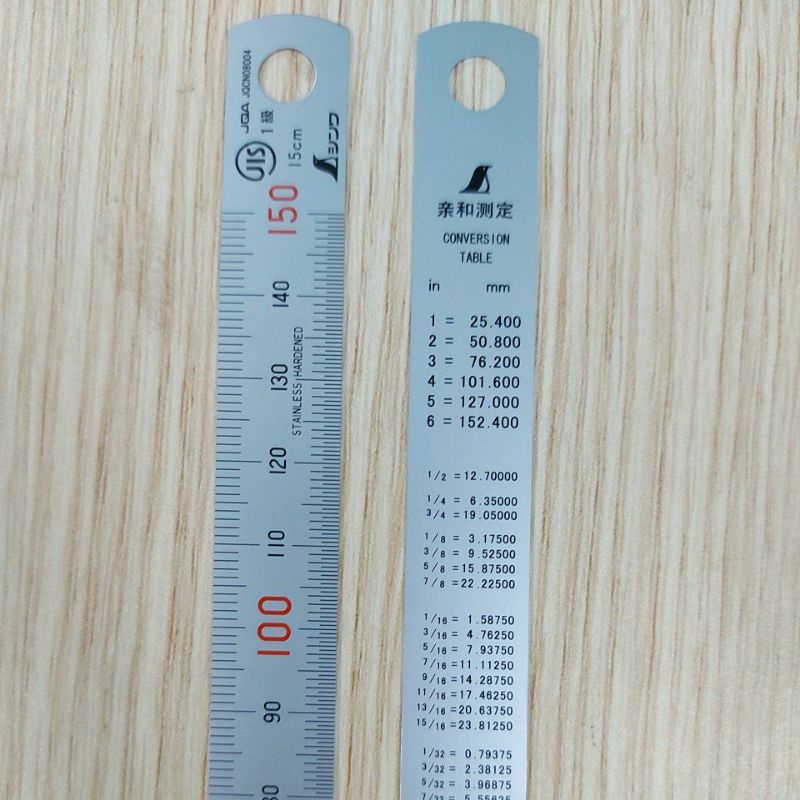 JQA JQCN08004
JIS 1級
15cm
シンワ
150
140
STAINLESS HARDENED
130
120
110
100
90
80
亲和测定
CONVERSION
TABLE
in mm
1 = 25.400
2 = 50.800
3 = 76.200
4 = 101.600
5 = 127.000
6 = 152.400
1/2 = 12.70000
1/4 = 6.35000
3/4 = 19.05000
1/8 = 3.17500
3/8 = 9.52500
5/8 = 15.87500
7/8 = 22.22500
1/16 = 1.58750
3/16 = 4.76250
5/16 = 7.93750
7/16 = 11.11250
9/16 = 14.28750
11/16 = 17.46250
13/16 = 20.63750
15/16 = 23.81250
1/32 = 0.79375
3/32 = 2.38125
5/32 = 3.96875
7/32 = 5.55625